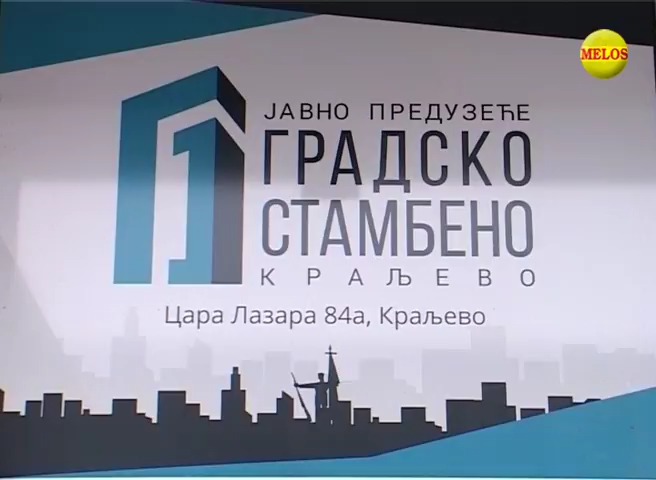 MELOS
ЈАВНО ПРЕДУЗЕЋЕ
ГРАДСКО
СТАМБЕНО
КРАЉЕВО
Цара Лазара 84а, Краљево